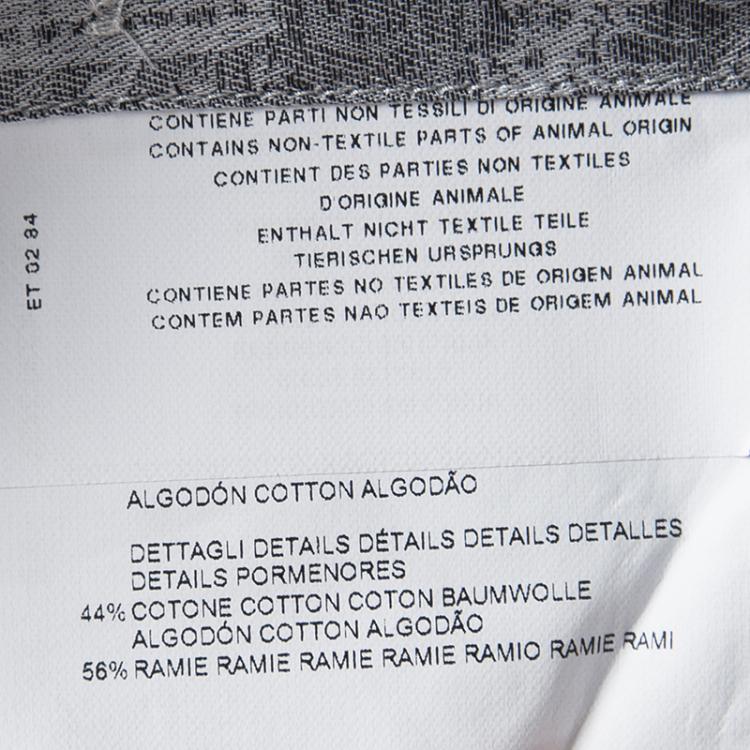 CONTIENE PARTI NON TESSILI DI ORIGINE ANIMALE
CONTAINS NON-TEXTILE PARTS OF ANIMAL ORIGIN
CONTIENT DES PARTIES NON TEXTILES
D'ORIGINE ANIMALE
ENTHALT NICHT TEXTILE TEILE
TIERISCHEN URSPRUNGS
CONTIENE PARTES NO TEXTILES DE ORIGEN ANIMAL
CONTEM PARTES NAO TEXTEIS DE ORIGEM ANIMAL
ET 02 84
ALGODÓN COTTON ALGODÃO
DETTAGLI DETAILS DÉTAILS DETAILS DETALLES
DETAILS PORMENORES
44% COTONE COTTON COTON BAUMWOLLE
ALGODÓN COTTON ALGODÃO
56% RAMIE RAMIE RAMIE RAMIE RAMIO RAMIE RAMI